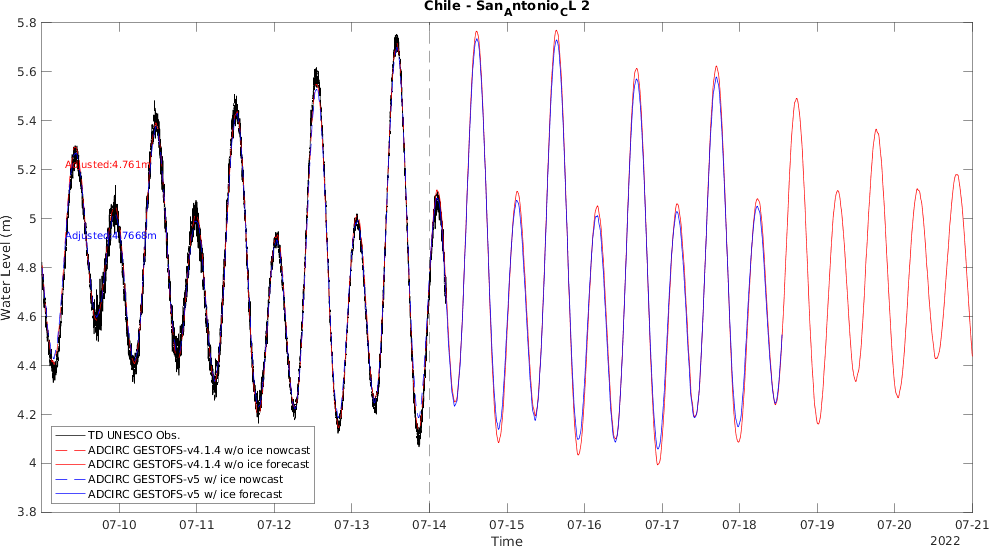 Chile - San_Antonio_CL 2
5.8
5.6
5.4
5.2
5
4.8
4.6
4.4
4.2
4
3.8
Water Level (m)
Adjusted:4.761m
Adjusted:4.7668m
TD UNESCO Obs.
ADCIRC GESTOFS-v4.1.4 w/o ice nowcast
ADCIRC GESTOFS-v4.1.4 w/o ice forecast
ADCIRC GESTOFS-v5 w/ ice nowcast
ADCIRC GESTOFS-v5 w/ ice forecast
07-10 07-11 07-12 07-13 07-14 07-15 07-16 07-17 07-18 07-19 07-20 07-21
Time
2022